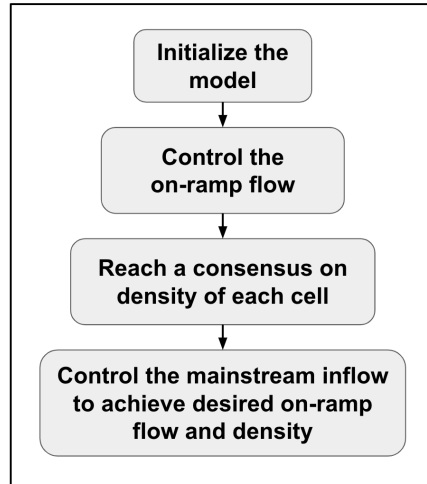 Initialize the
model
Control the
on-ramp flow
Reach a consensus on
density of each cell
Control the mainstream inflow
to achieve desired on-ramp
flow and density